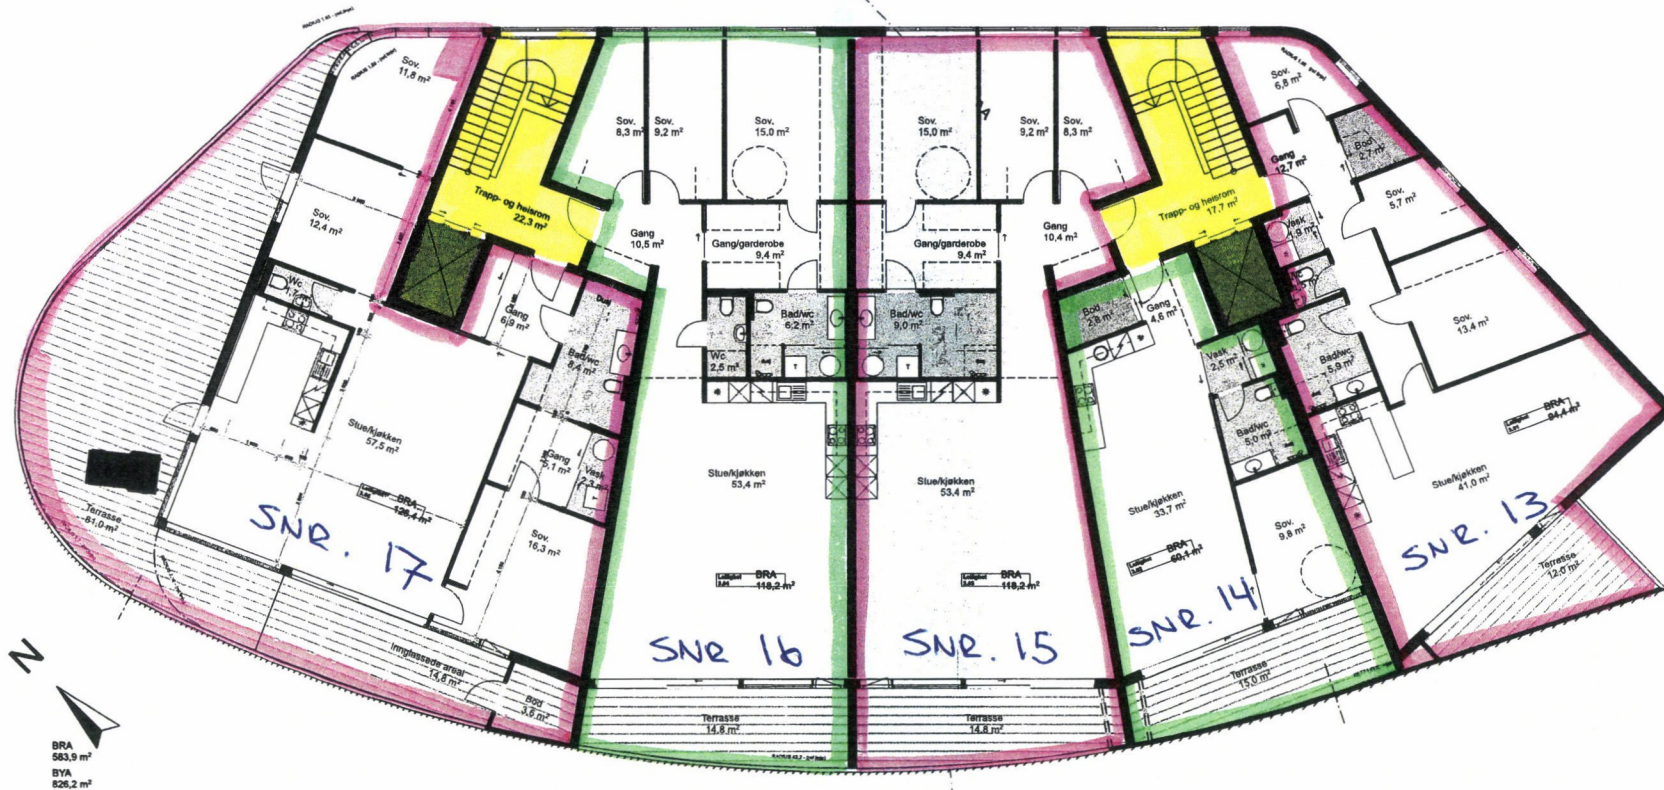 Sov.
11,8 m²
Sov.
12,4 m²
Wc
Stue/kjøkken
57,5 m²
BRA
126,4 m²
SNR. 17
Terrasse
81,0 m²
Innglassede areal
14,8 m²
Bod
3,6 m²
Gang
6,9 m²
Bad/wc
8,4 m²
Gang
5,1 m²
Vask
2,3 m²
Sov.
16,3 m²
Trapp- og heisrom
22,3 m²
Sov.
8,3 m²
Sov.
9,2 m²
Sov.
15,0 m²
Gang
10,5 m²
Gang/garderobe
9,4 m²
Wc
2,5 m²
Bad/wc
6,2 m²
T
Stue/kjøkken
53,4 m²
BRA
118,2 m²
SNR 16
Terrasse
14,8 m²
Sov.
15,0 m²
Sov.
9,2 m²
Sov.
8,3 m²
Gang/garderobe
9,4 m²
Gang
10,4 m²
Bad/wc
9,0 m²
T
Stue/kjøkken
53,4 m²
BRA
118,2 m²
SNR. 15
Terrasse
14,8 m²
Trapp- og heisrom
17,7 m²
Bod
2,8 m²
Gang
4,6 m²
Vask
2,5 m²
Bad/wc
5,0 m²
Stue/kjøkken
33,7 m²
BRA
60,1 m²
Sov.
9,8 m²
SNR. 14
Terrasse
15,0 m²
Sov.
6,8 m²
Gang
12,7 m²
Bod
2,7 m²
Sov.
5,7 m²
Vask
1,9 m²
Bad/wc
5,9 m²
Sov.
13,4 m²
BRA
94,4 m²
Stue/kjøkken
41,0 m²
SNR. 13
Terrasse
12,0 m²
N
BRA
583,9 m²
BYA
826,2 m²